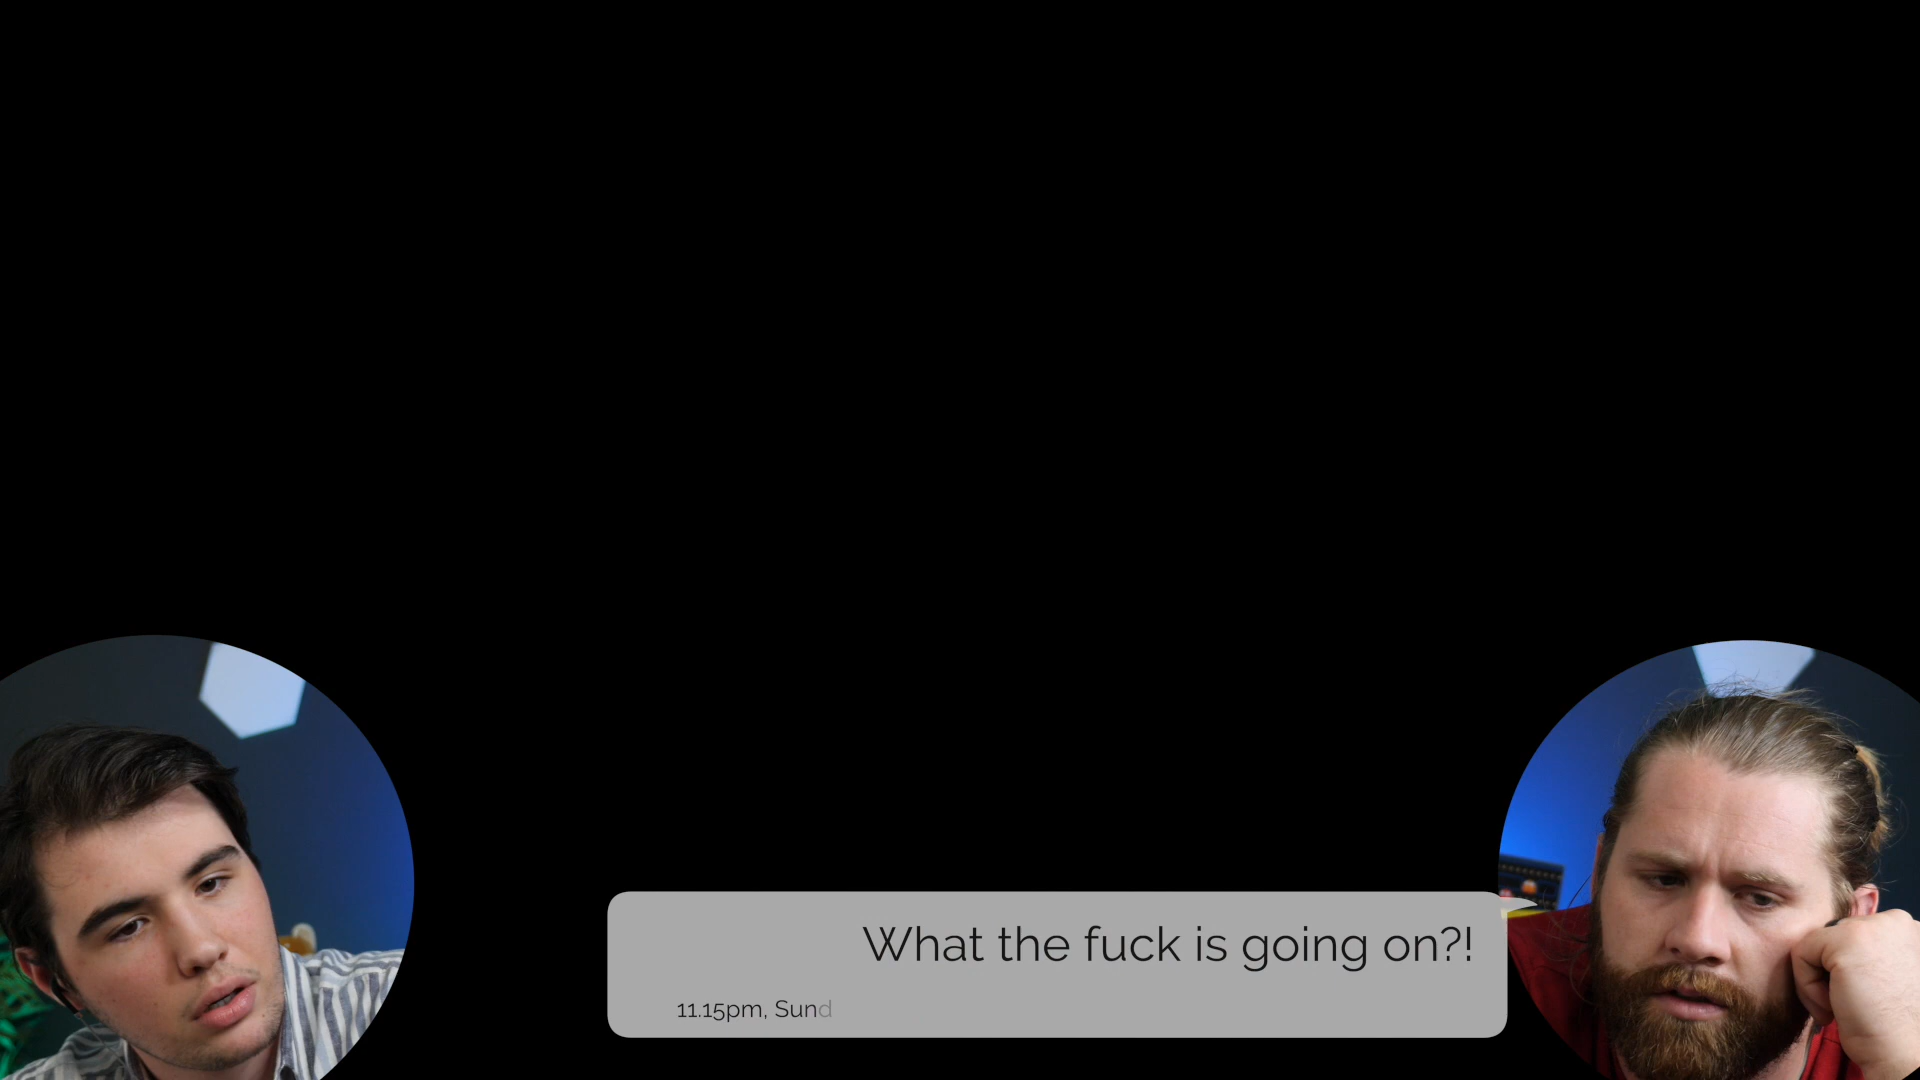 What the fuck is going on?!
11.15pm, Sund